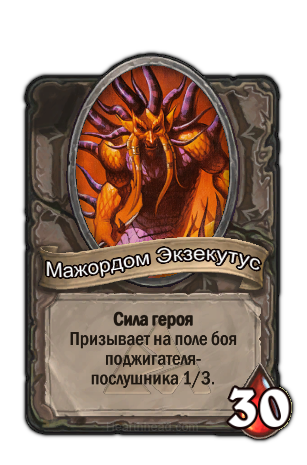 Мажордом Экзекутус
Сила героя
Призывает на поле боя
поджигателя-
послушника 1/3.
30